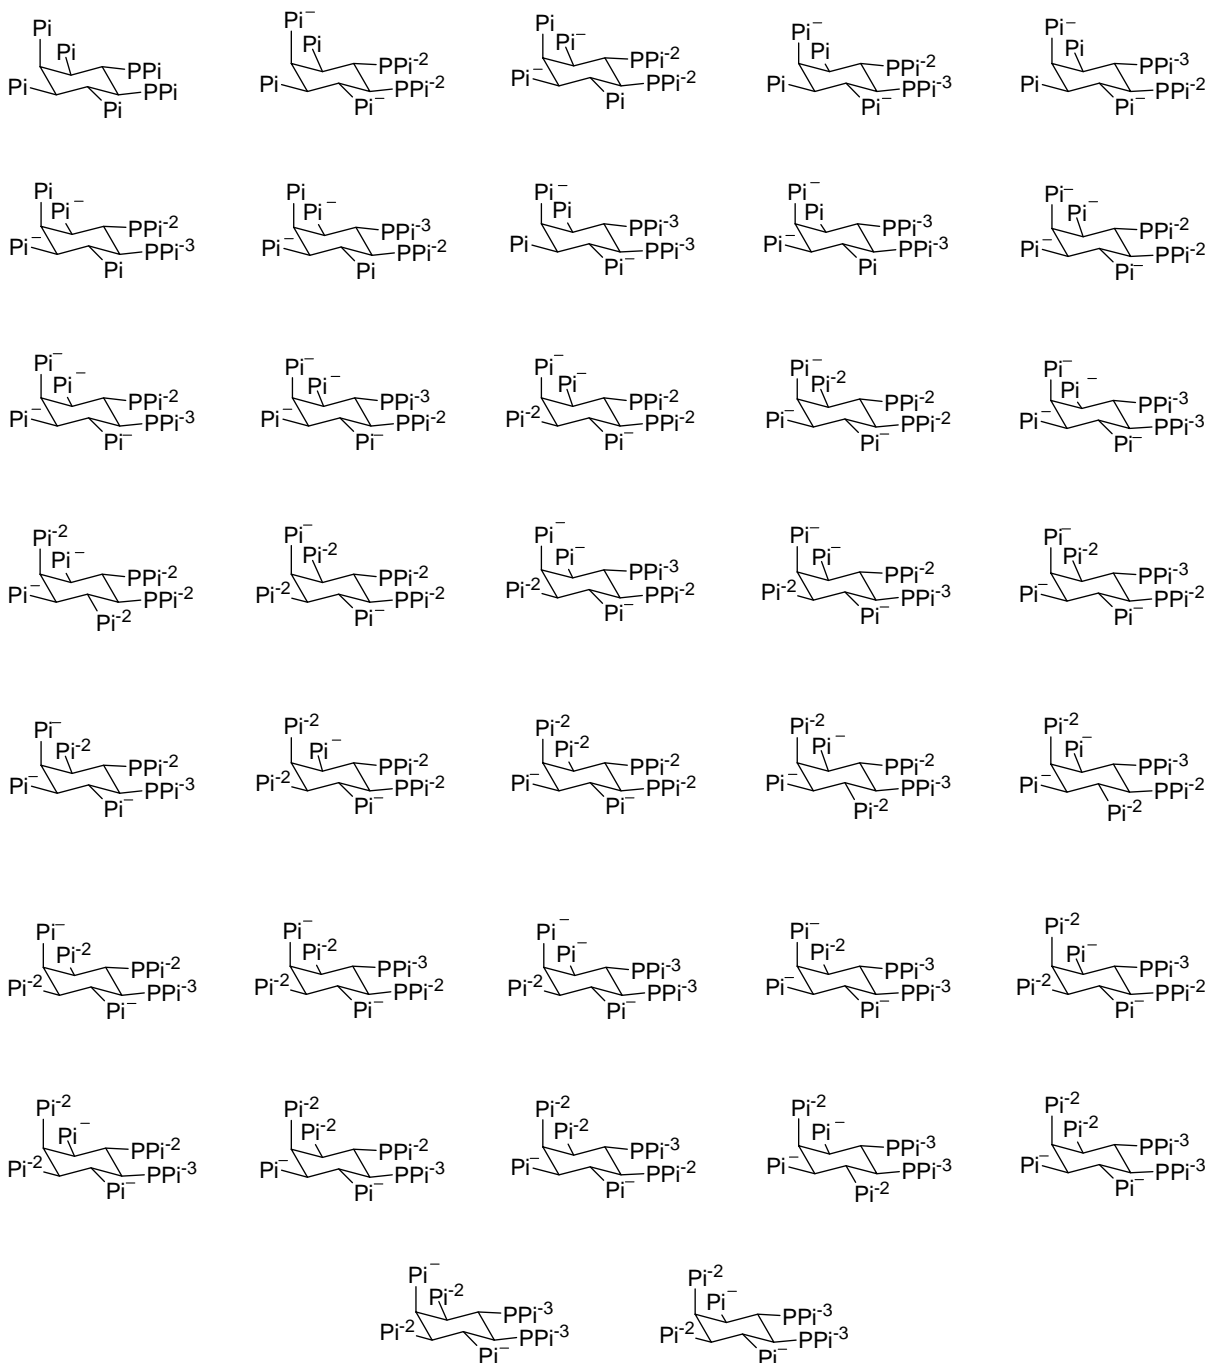 Pi Pi PPi Pi PPi Pi
Pi– Pi PPi-2 Pi PPi-2 Pi–
Pi Pi– PPi-2 Pi– PPi-2 Pi
Pi– Pi PPi-2 Pi PPi-3 Pi–
Pi– Pi PPi-3 Pi PPi-2 Pi–
Pi Pi– PPi-2 Pi– PPi-3 Pi
Pi Pi– PPi-3 Pi– PPi-2 Pi
Pi– Pi PPi-3 Pi PPi-3 Pi–
Pi– Pi PPi-3 Pi– PPi-3 Pi
Pi– Pi– PPi-2 Pi– PPi-2 Pi–
Pi– Pi– PPi-2 Pi– PPi-3 Pi–
Pi– Pi– PPi-3 Pi– PPi-2 Pi–
Pi– Pi– PPi-2 Pi-2 PPi-2 Pi–
Pi– Pi-2 PPi-2 Pi– PPi-2 Pi–
Pi– Pi– PPi-3 Pi– PPi-3 Pi–
Pi-2 Pi– PPi-2 Pi– PPi-2 Pi-2
Pi– Pi-2 PPi-2 Pi-2 PPi-2 Pi–
Pi– Pi– PPi-3 Pi-2 PPi-2 Pi–
Pi– Pi– PPi-2 Pi-2 PPi-3 Pi–
Pi– Pi-2 PPi-3 Pi– PPi-2 Pi–
Pi– Pi-2 PPi-2 Pi– PPi-3 Pi–
Pi-2 Pi– PPi-2 Pi-2 PPi-2 Pi–
Pi-2 Pi-2 PPi-2 Pi– PPi-2 Pi–
Pi-2 Pi– PPi-2 Pi– PPi-3 Pi-2
Pi-2 Pi– PPi-3 Pi– PPi-2 Pi-2
Pi– Pi-2 PPi-2 Pi-2 PPi-3 Pi–
Pi– Pi-2 PPi-3 Pi-2 PPi-2 Pi–
Pi– Pi– PPi-3 Pi-2 PPi-3 Pi–
Pi– Pi-2 PPi-3 Pi– PPi-3 Pi–
Pi-2 Pi– PPi-3 Pi-2 PPi-2 Pi–
Pi-2 Pi– PPi-2 Pi-2 PPi-3 Pi–
Pi-2 Pi-2 PPi-2 Pi– PPi-3 Pi–
Pi-2 Pi-2 PPi-3 Pi– PPi-2 Pi–
Pi-2 Pi– PPi-3 Pi– PPi-3 Pi-2
Pi-2 Pi-2 PPi-3 Pi– PPi-3 Pi–
Pi– Pi-2 PPi-3 Pi-2 PPi-3 Pi–
Pi-2 Pi– PPi-3 Pi-2 PPi-3 Pi–